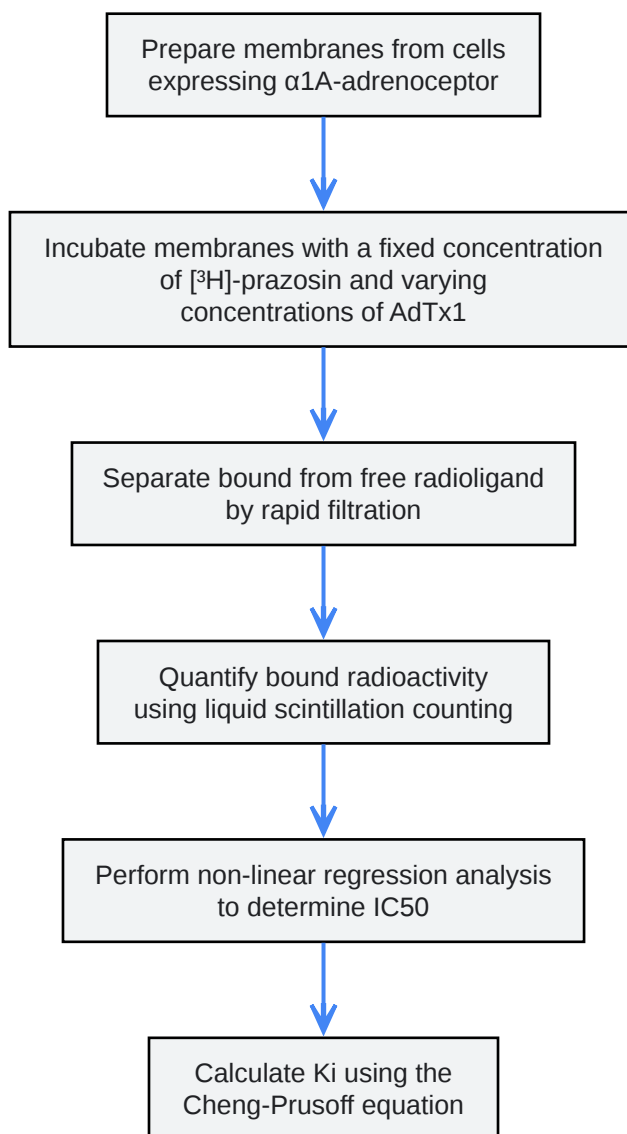 Prepare membranes from cells
expressing α1A-adrenoceptor
Incubate membranes with a fixed concentration
of [³H]-prazosin and varying
concentrations of AdTx1
Separate bound from free radioligand
by rapid filtration
Quantify bound radioactivity
using liquid scintillation counting
Perform non-linear regression analysis
to determine IC50
Calculate Ki using the
Cheng-Prusoff equation